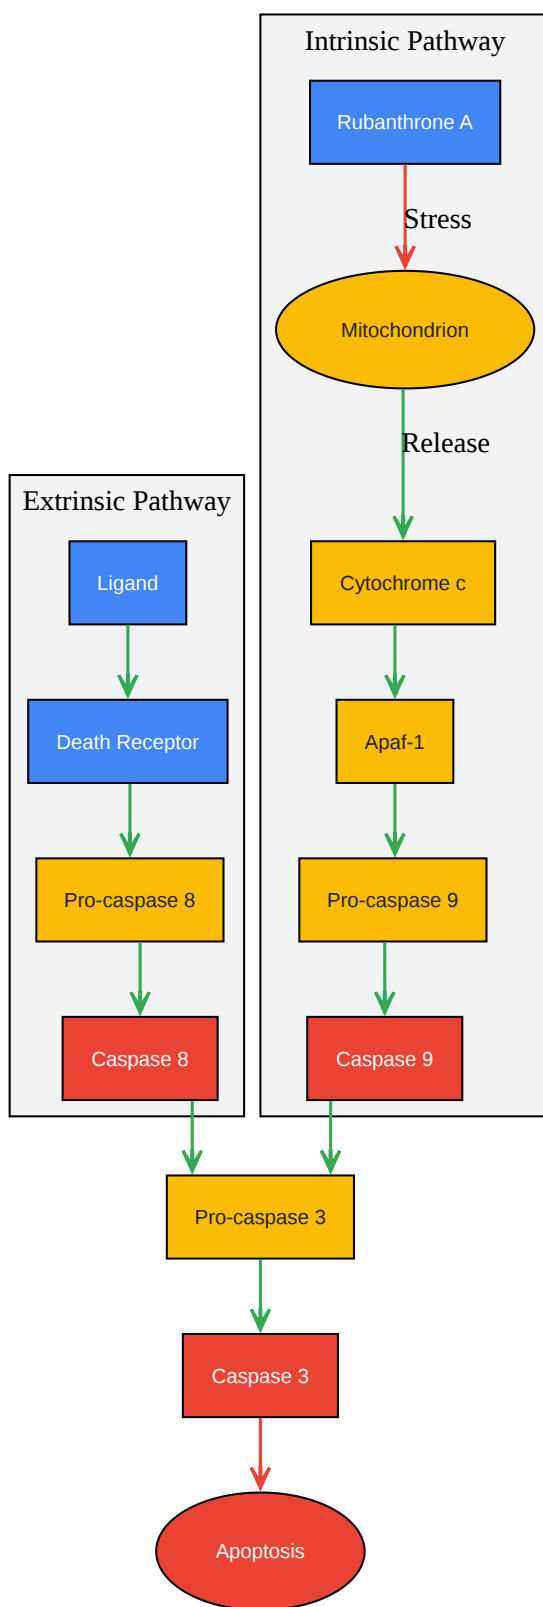 Intrinsic Pathway
Rubanthrone A
Stress
Mitochondrion
Release
Extrinsic Pathway
Ligand
Cytochrome c
Death Receptor
Apaf-1
Pro-caspase 8
Pro-caspase 9
Caspase 8
Caspase 9
Pro-caspase 3
Caspase 3
Apoptosis